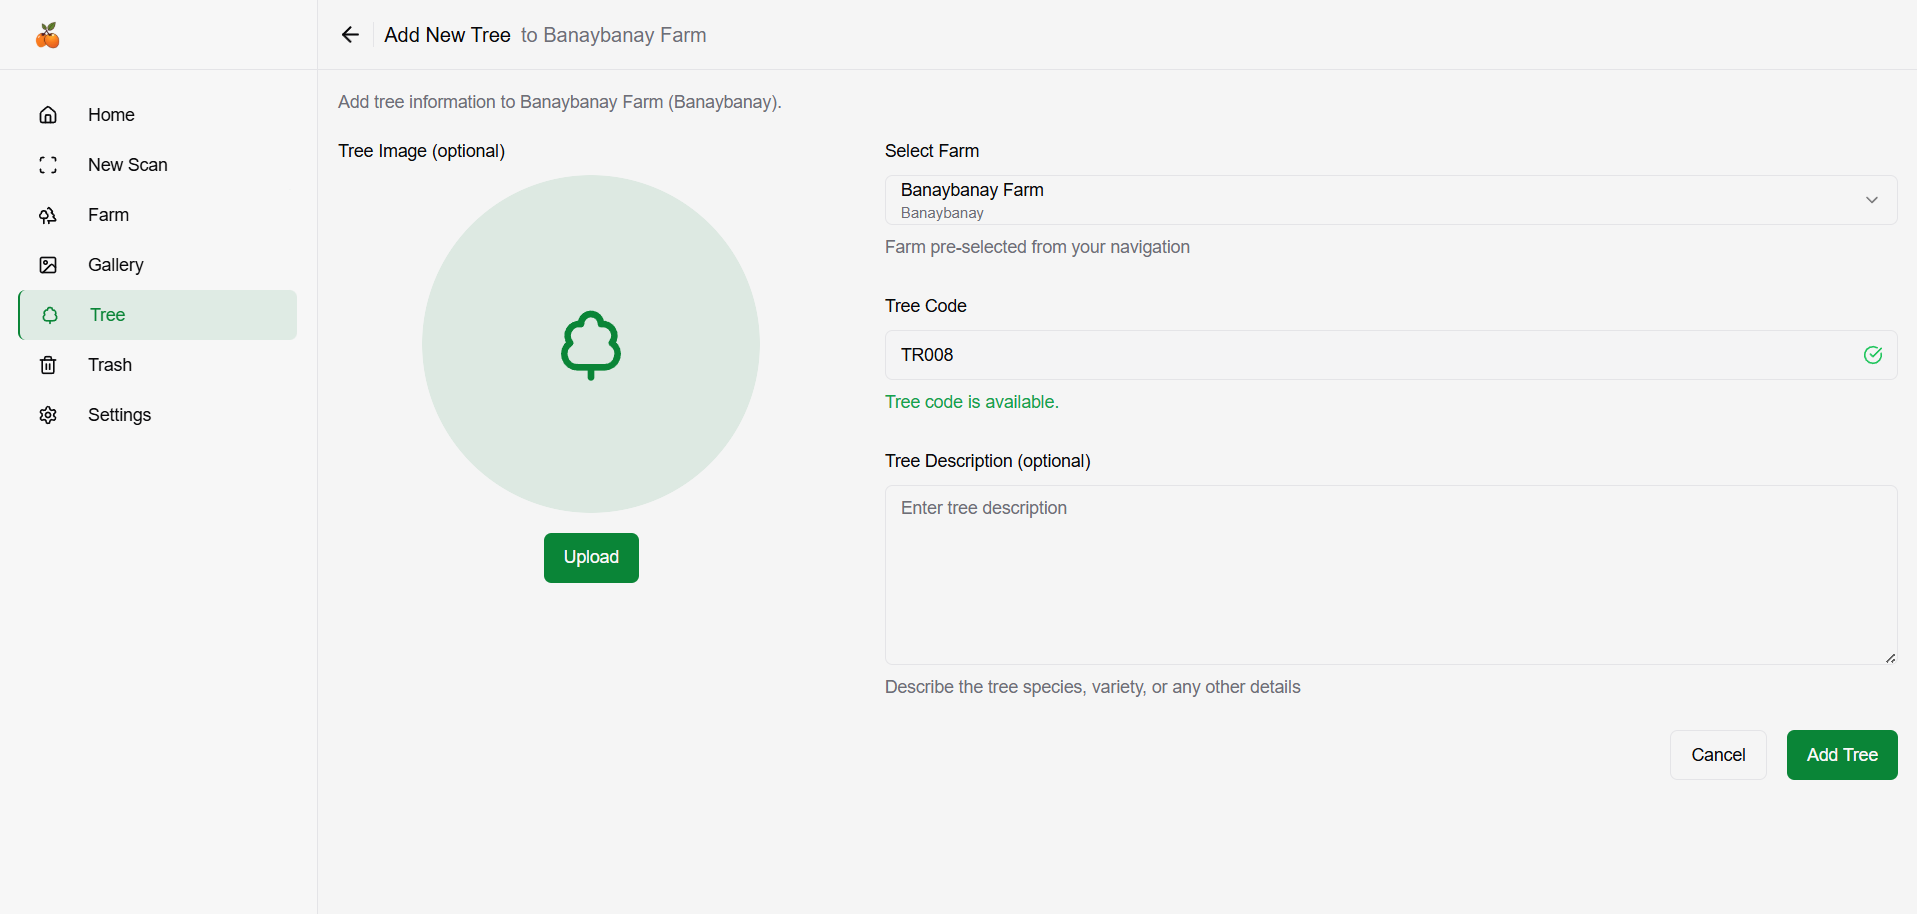 Home
New Scan
Farm
Gallery
Tree
Trash
Settings
Add New Tree to Banaybanay Farm
Add tree information to Banaybanay Farm (Banaybanay).
Tree Image (optional)
Upload
Select Farm
Banaybanay Farm
Banaybanay
Farm pre-selected from your navigation
Tree Code
TR008
Tree code is available.
Tree Description (optional)
Enter tree description
Describe the tree species, variety, or any other details
Cancel
Add Tree